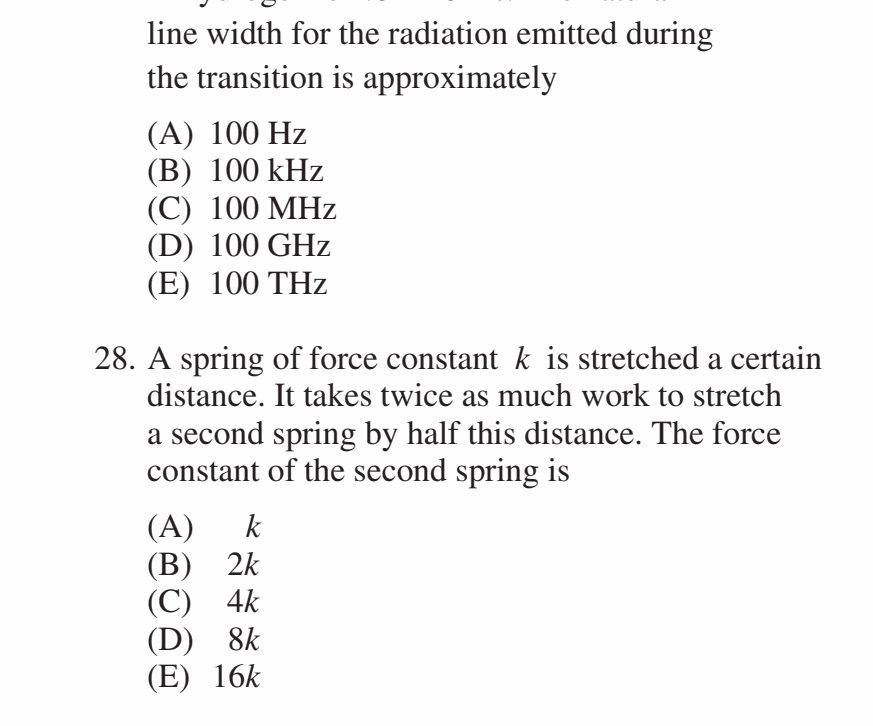 line width for the radiation emitted during
the transition is approximately
(A) 100 Hz
(B) 100 kHz
(C) 100 MHz
(D) 100 GHz
(E) 100 THz
28. A spring of force constant k is stretched a certain
distance. It takes twice as much work to stretch
a second spring by half this distance. The force
constant of the second spring is
(A) k
(B) 2k
(C) 4k
(D) 8k
(E) 16k